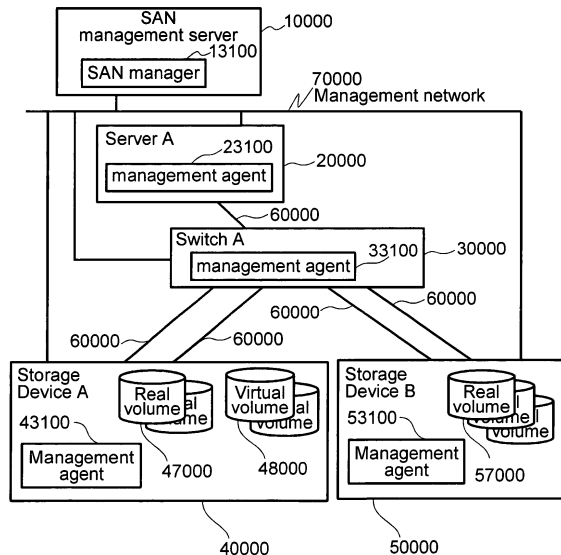 SAN
management server
10000
13100
SAN manager
70000
Management network
Server A
23100
20000
management agent
60000
Switch A
33100
30000
management agent
60000
60000
60000
60000
Storage
Device A
Real
volume
Virtual
volume
volume
43100
Management
agent
47000
48000
40000
Storage
Device B
Real
volume
volume
53100
Management
agent
57000
50000